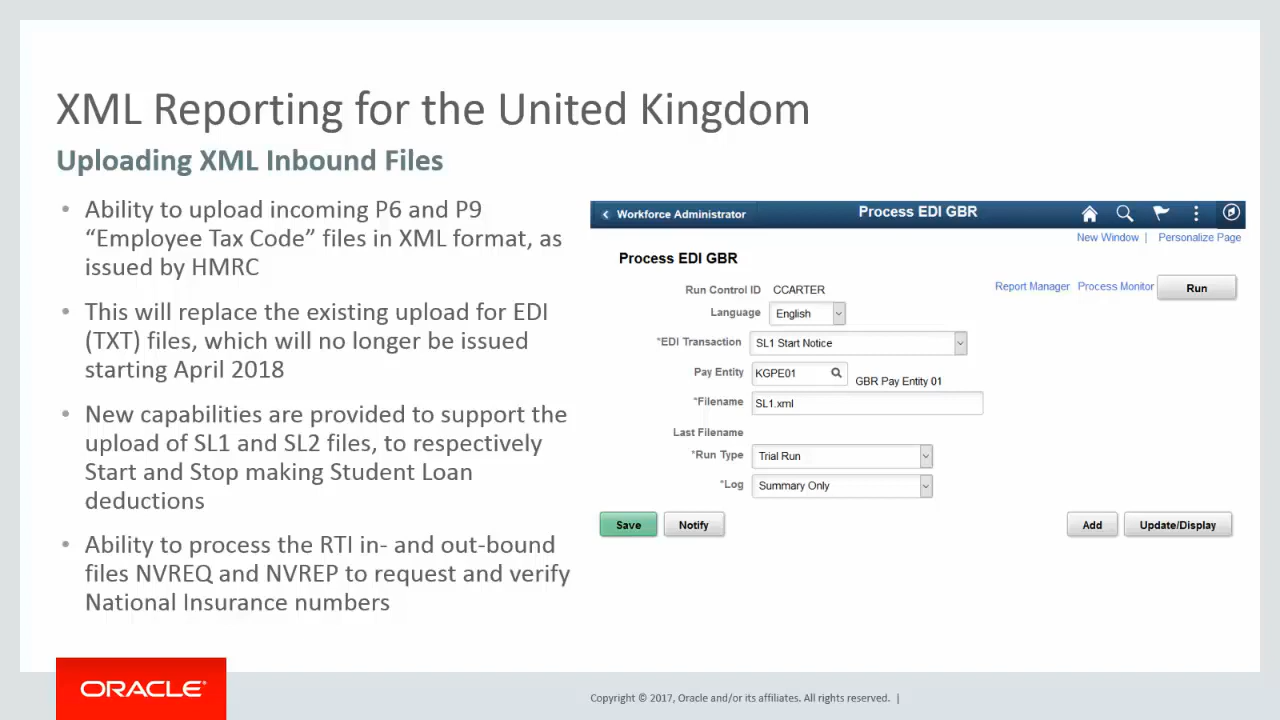 XML Reporting for the United Kingdom
Uploading XML Inbound Files
• Ability to upload incoming P6 and P9
“Employee Tax Code” files in XML format, as
issued by HMRC
• This will replace the existing upload for EDI
(TXT) files, which will no longer be issued
starting April 2018
• New capabilities are provided to support the
upload of SL1 and SL2 files, to respectively
Start and Stop making Student Loan
deductions
• Ability to process the RTI in- and out-bound
files NVREQ and NVREP to request and verify
National Insurance numbers
Workforce Administrator Process EDI GBR
New Window | Personalize Page
Process EDI GBR
Run Control ID CCARTER Report Manager Process Monitor Run
Language English
*EDI Transaction SL1 Start Notice
Pay Entity KGPE01 GBR Pay Entity 01
*Filename SL1.xml
Last Filename
*Run Type Trial Run
*Log Summary Only
Save Notify Add Update/Display
ORACLE®
Copyright © 2017, Oracle and/or its affiliates. All rights reserved. |